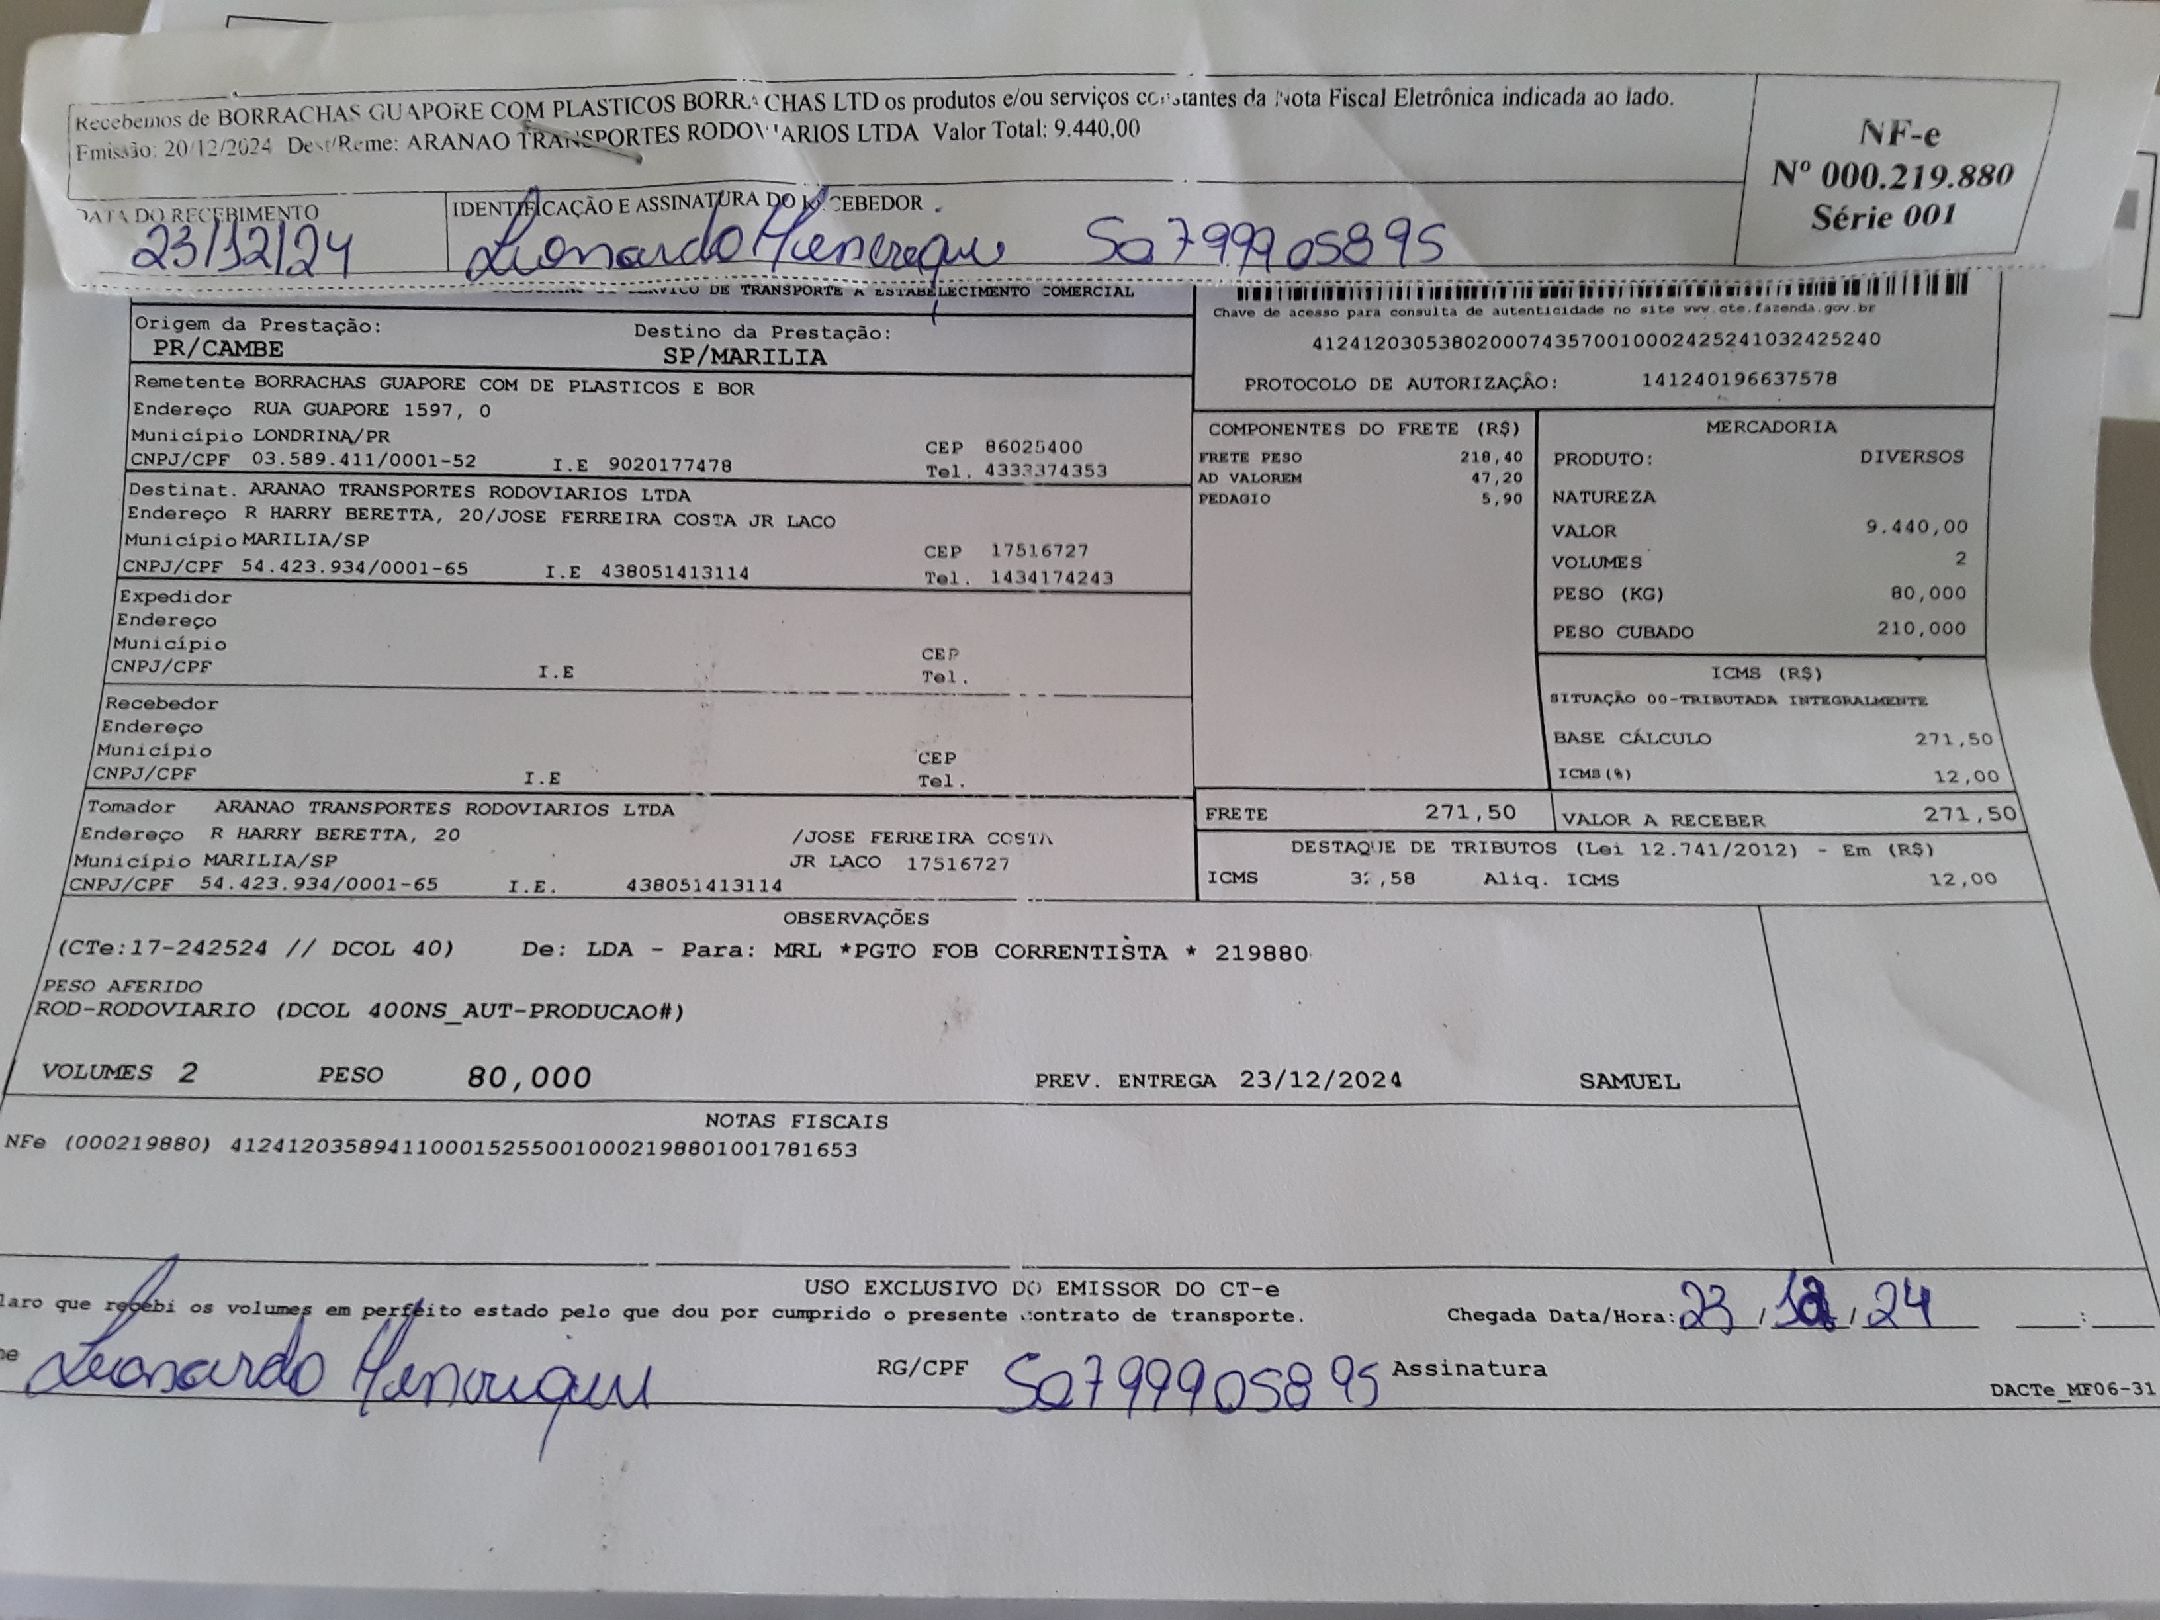 Recebemos de BORRACHAS GUAPORE COM PLASTICOS BORRACHAS LTD os produtos e/ou serviços constantes da Nota Fiscal Eletrônica indicada ao lado.
Emissão: 20/12/2024 Dest/Reme: ARANAO TRANSPORTES RODOVIARIOS LTDA Valor Total: 9.440,00
NF-e
Nº 000.219.880
Série 001
DATA DO RECEBIMENTO
23/12/24
IDENTIFICAÇÃO E ASSINATURA DO RECEBEDOR
Leonardo Henrique 50799905895
SERVICO DE TRANSPORTE A ESTABELECIMENTO COMERCIAL
Chave de acesso para consulta de autenticidade no site www.cte.fazenda.gov.br
41241203053802000743570010002425241032425240
PROTOCOLO DE AUTORIZAÇÃO: 141240196637578
Origem da Prestação: Destino da Prestação:
PR/CAMBE SP/MARILIA
Remetente BORRACHAS GUAPORE COM DE PLASTICOS E BOR
Endereço RUA GUAPORE 1597, 0
Município LONDRINA/PR CEP 86025400
CNPJ/CPF 03.589.411/0001-52 I.E 9020177478 Tel. 4333374353
Destinat. ARANAO TRANSPORTES RODOVIARIOS LTDA
Endereço R HARRY BERETTA, 20/JOSE FERREIRA COSTA JR LACO
Município MARILIA/SP CEP 17516727
CNPJ/CPF 54.423.934/0001-65 I.E 438051413114 Tel. 1434174243
Expedidor
Endereço
Município CEP
CNPJ/CPF I.E Tel.
Recebedor
Endereço
Município CEP
CNPJ/CPF I.E Tel.
Tomador ARANAO TRANSPORTES RODOVIARIOS LTDA
Endereço R HARRY BERETTA, 20 /JOSE FERREIRA COSTA
Município MARILIA/SP JR LACO 17516727
CNPJ/CPF 54.423.934/0001-65 I.E. 438051413114
COMPONENTES DO FRETE (R$)
FRETE PESO 218,40
AD VALOREM 47,20
PEDAGIO 5,90
MERCADORIA
PRODUTO: DIVERSOS
NATUREZA
VALOR 9.440,00
VOLUMES 2
PESO (KG) 80,000
PESO CUBADO 210,000
ICMS (R$)
SITUAÇÃO 00-TRIBUTADA INTEGRALMENTE
BASE CÁLCULO 271,50
ICMS(%) 12,00
FRETE 271,50 VALOR A RECEBER 271,50
DESTAQUE DE TRIBUTOS (Lei 12.741/2012) - Em (R$)
ICMS 32,58 Aliq. ICMS 12,00
OBSERVAÇÕES
(CTe:17-242524 // DCOL 40) De: LDA - Para: MRL *PGTO FOB CORRENTISTA * 219880
PESO AFERIDO
ROD-RODOVIARIO (DCOL 400NS_AUT-PRODUCAO#)
VOLUMES 2 PESO 80,000 PREV. ENTREGA 23/12/2024 SAMUEL
NOTAS FISCAIS
NFe (000219880) 41241203589411000152550010002198801001781653
USO EXCLUSIVO DO EMISSOR DO CT-e
laro que recebi os volumes em perfeito estado pelo que dou por cumprido o presente contrato de transporte. Chegada Data/Hora: 23/12/24 :
Leonardo Henrique RG/CPF 50799905895 Assinatura
DACTe_MF06-31